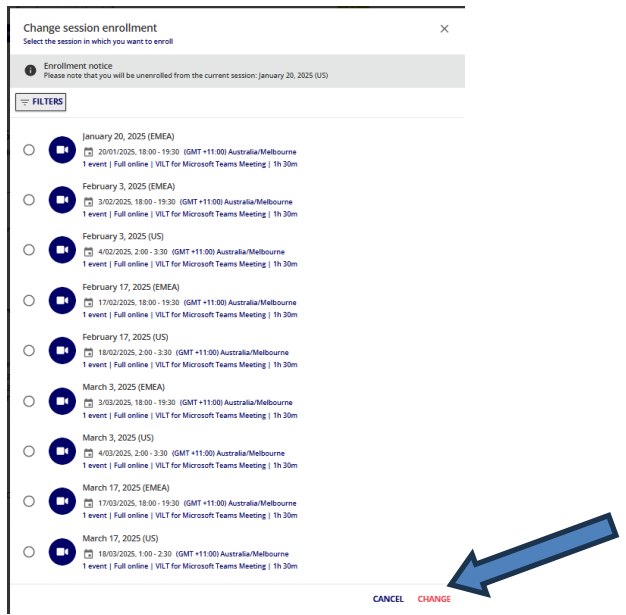 Change session enrollment
Select the session in which you want to enroll
Enrollment notice
Please note that you will be unenrolled from the current session: January 20, 2025 (US)
FILTERS
January 20, 2025 (EMEA)
20/01/2025, 18:00 - 19:30 (GMT +11:00) Australia/Melbourne
1 event | Full online | VILT for Microsoft Teams Meeting | 1h 30m
February 3, 2025 (EMEA)
3/02/2025, 18:00 - 19:30 (GMT +11:00) Australia/Melbourne
1 event | Full online | VILT for Microsoft Teams Meeting | 1h 30m
February 3, 2025 (US)
4/02/2025, 2:00 - 3:30 (GMT +11:00) Australia/Melbourne
1 event | Full online | VILT for Microsoft Teams Meeting | 1h 30m
February 17, 2025 (EMEA)
17/02/2025, 18:00 - 19:30 (GMT +11:00) Australia/Melbourne
1 event | Full online | VILT for Microsoft Teams Meeting | 1h 30m
February 17, 2025 (US)
18/02/2025, 2:00 - 3:30 (GMT +11:00) Australia/Melbourne
1 event | Full online | VILT for Microsoft Teams Meeting | 1h 30m
March 3, 2025 (EMEA)
3/03/2025, 18:00 - 19:30 (GMT +11:00) Australia/Melbourne
1 event | Full online | VILT for Microsoft Teams Meeting | 1h 30m
March 3, 2025 (US)
4/03/2025, 2:00 - 3:30 (GMT +11:00) Australia/Melbourne
1 event | Full online | VILT for Microsoft Teams Meeting | 1h 30m
March 17, 2025 (EMEA)
17/03/2025, 18:00 - 19:30 (GMT +11:00) Australia/Melbourne
1 event | Full online | VILT for Microsoft Teams Meeting | 1h 30m
March 17, 2025 (US)
18/03/2025, 1:00 - 2:30 (GMT +11:00) Australia/Melbourne
1 event | Full online | VILT for Microsoft Teams Meeting | 1h 30m
CANCEL CHANGE